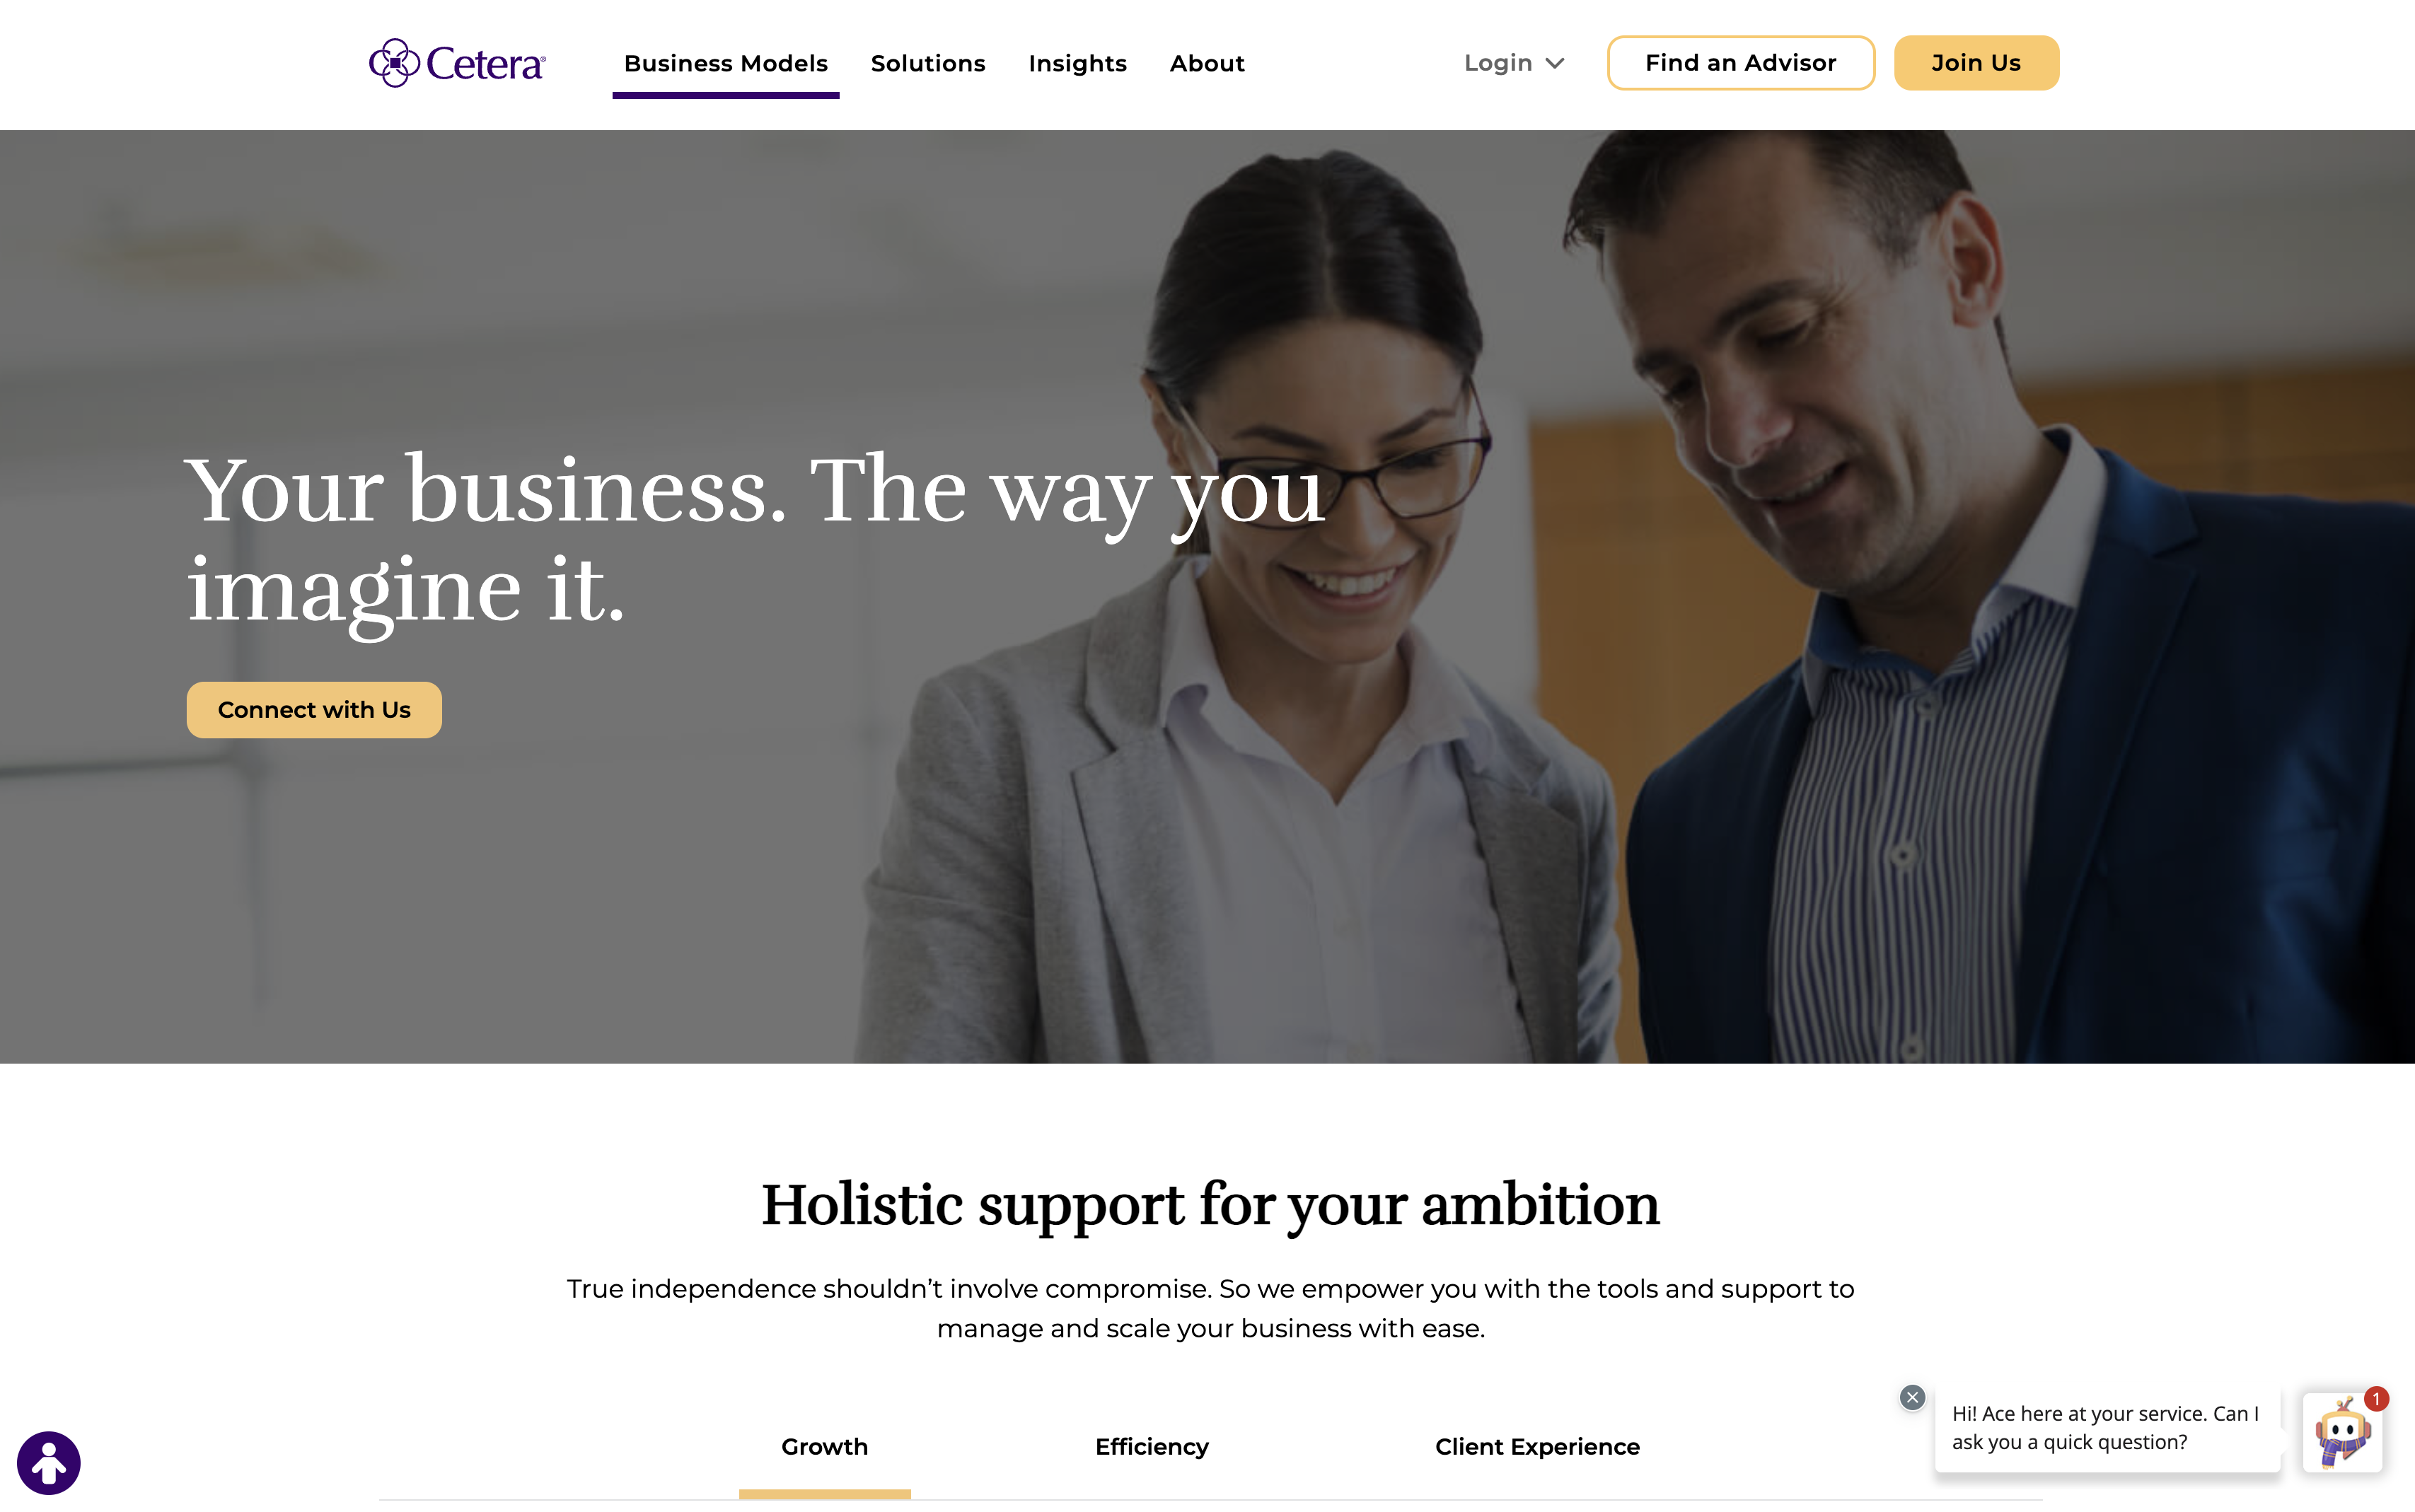 Cetera®
Business Models
Solutions
Insights
About
Login
Find an Advisor
Join Us
Your business. The way you
imagine it.
Connect with Us
Holistic support for your ambition
True independence shouldn’t involve compromise. So we empower you with the tools and support to
manage and scale your business with ease.
Growth
Efficiency
Client Experience
Hi! Ace here at your service. Can I
ask you a quick question?
1